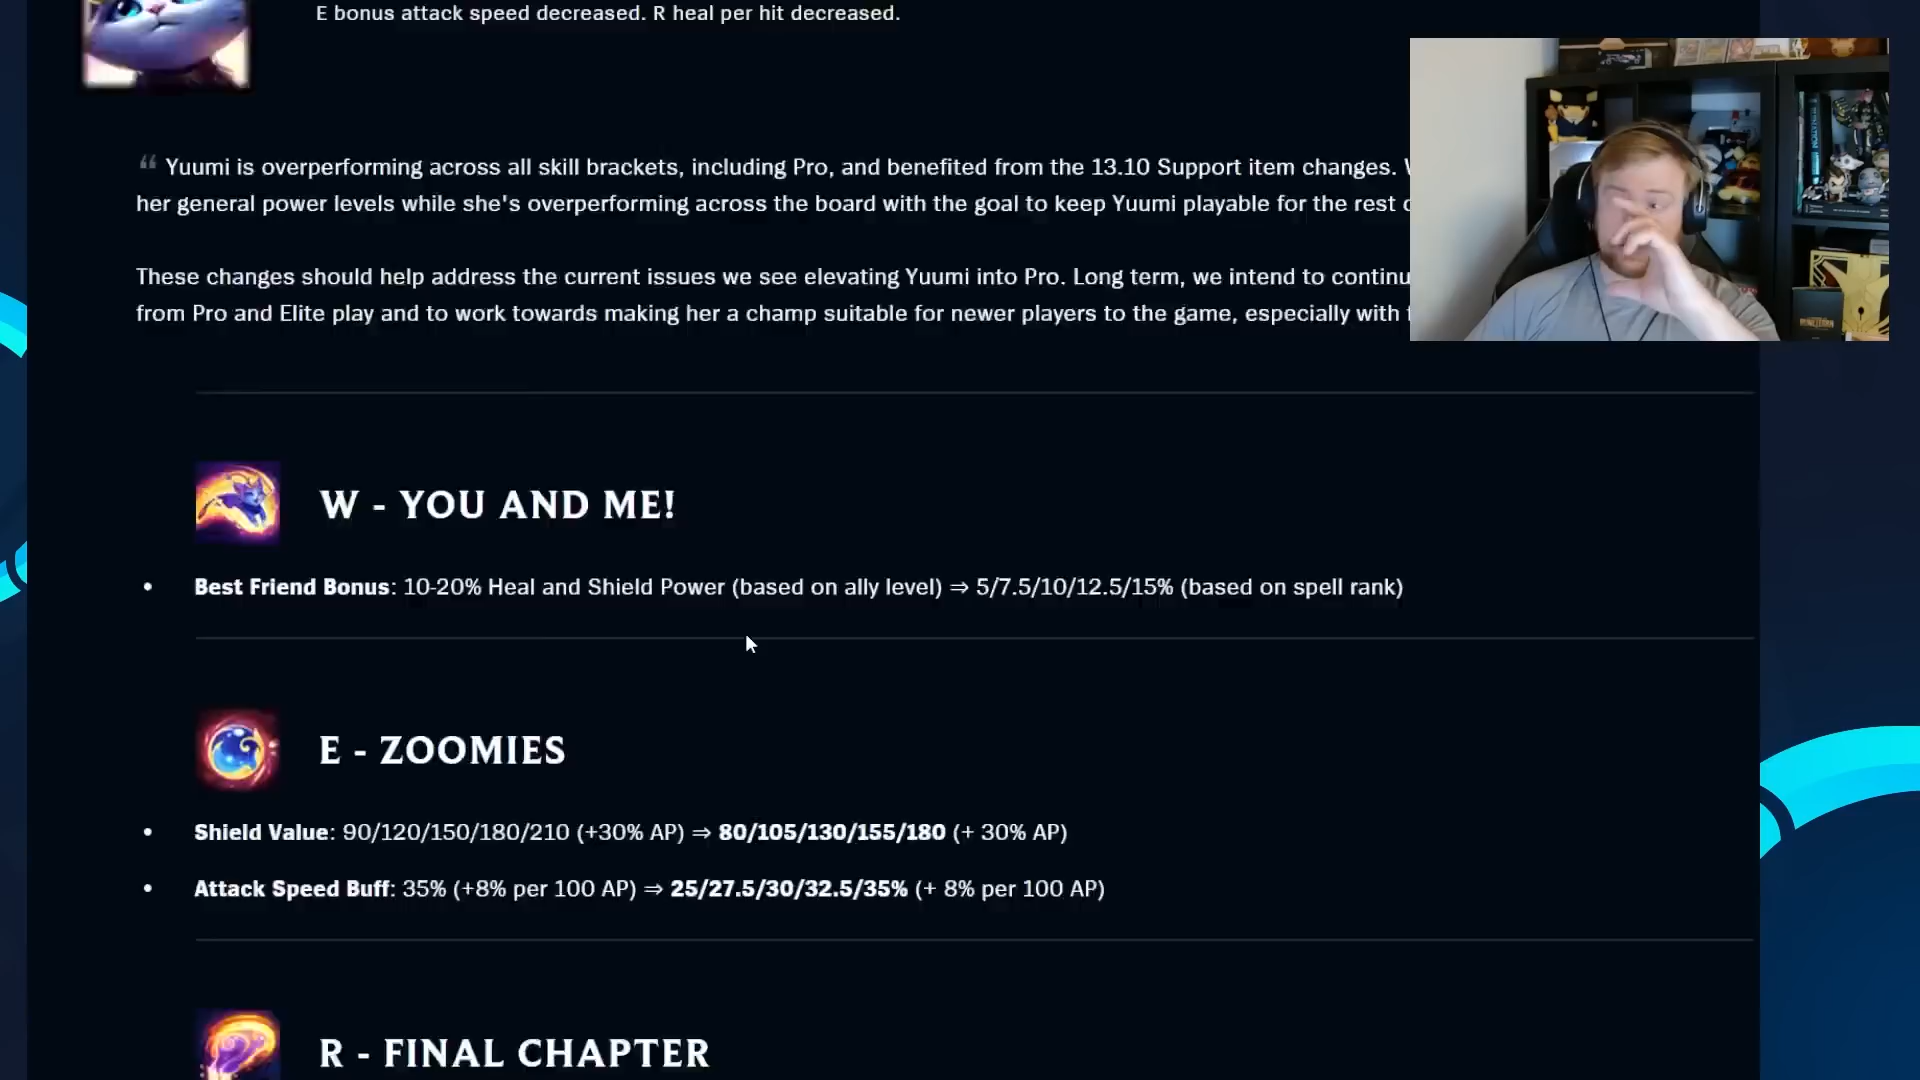 E bonus attack speed decreased. R heal per hit decreased.
“ Yuumi is overperforming across all skill brackets, including Pro, and benefited from the 13.10 Support item changes.
her general power levels while she's overperforming across the board with the goal to keep Yuumi playable for the rest
These changes should help address the current issues we see elevating Yuumi into Pro. Long term, we intend to
from Pro and Elite play and to work towards making her a champ suitable for newer players to the game, especially with
W - YOU AND ME!
• Best Friend Bonus: 10-20% Heal and Shield Power (based on ally level) ⇒ 5/7.5/10/12.5/15% (based on spell rank)
E - ZOOMIES
• Shield Value: 90/120/150/180/210 (+30% AP) ⇒ 80/105/130/155/180 (+ 30% AP)
• Attack Speed Buff: 35% (+8% per 100 AP) ⇒ 25/27.5/30/32.5/35% (+ 8% per 100 AP)
R - FINAL CHAPTER